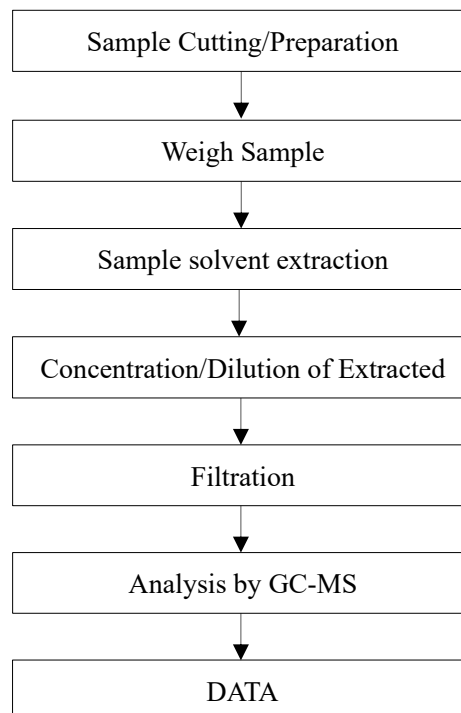 Sample Cutting/Preparation
Weigh Sample
Sample solvent extraction
Concentration/Dilution of Extracted
Filtration
Analysis by GC-MS
DATA